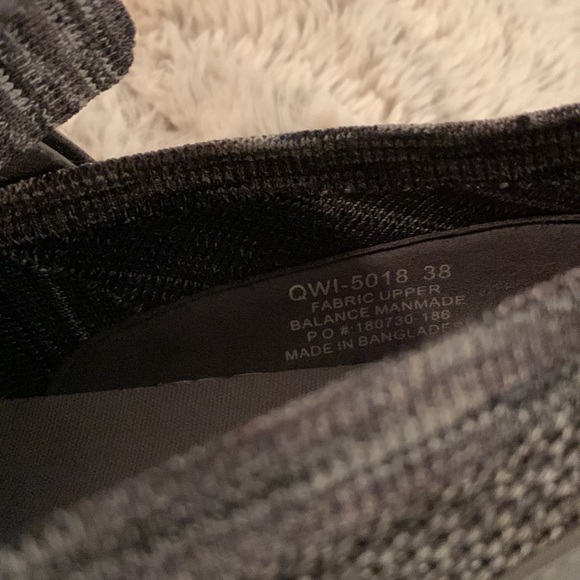 QWI-5018 38
FABRIC UPPER
BALANCE MANMADE
P O #: 180730-186
MADE IN BANGLADES